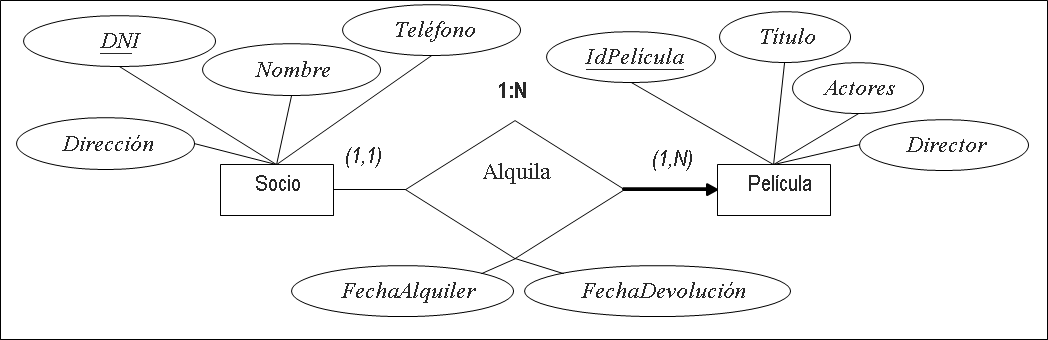 DNI
Nombre
Teléfono
Dirección
Socio
(1,1)
1:N
Alquila
(1,N)
IdPelícula
Título
Actores
Director
Película
FechaAlquiler
FechaDevolución